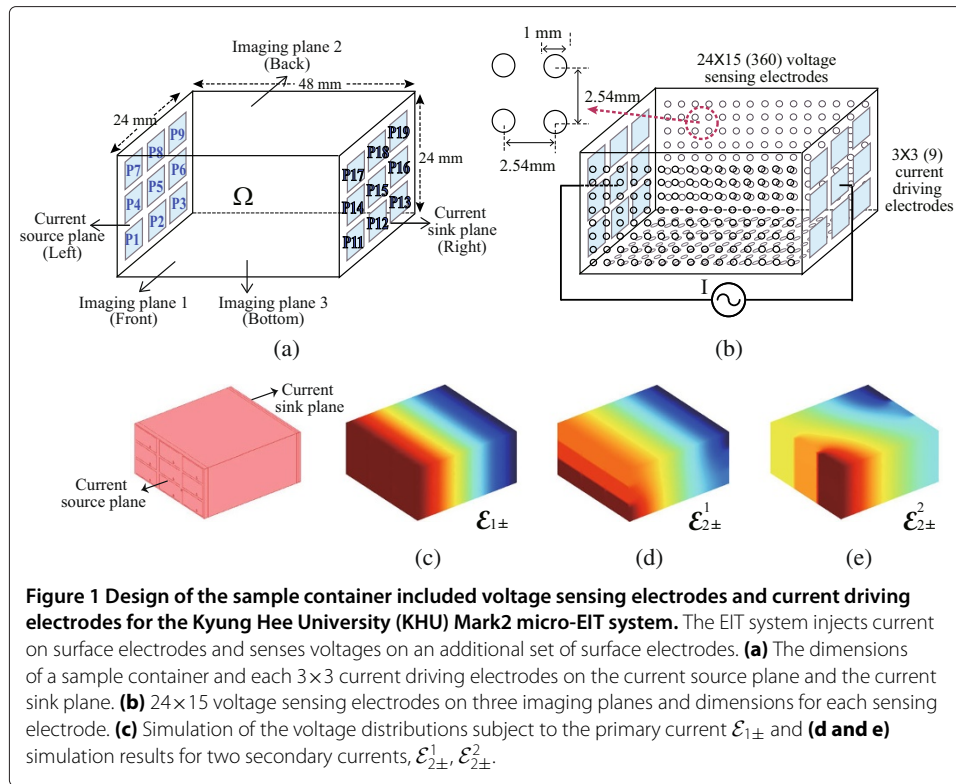 Imaging plane 2
(Back)
48 mm
24 mm
24 mm
P9
P8
P7
P6
P5
P4
P3
P2
P1
Ω
P19
P18
P17
P16
P15
P14
P13
P12
P11
Current
source plane
(Left)
Current
sink plane
(Right)
Imaging plane 1
(Front)
Imaging plane 3
(Bottom)
(a)
1 mm
24X15 (360) voltage
sensing electrodes
2.54mm
2.54mm
3X3 (9)
current
driving
electrodes
I
(b)
Current
sink plane
Current
source plane
ℰ1±
(c)
ℰ¹2±
(d)
ℰ²2±
(e)
Figure 1 Design of the sample container included voltage sensing electrodes and current driving
electrodes for the Kyung Hee University (KHU) Mark2 micro-EIT system. The EIT system injects current
on surface electrodes and senses voltages on an additional set of surface electrodes. (a) The dimensions
of a sample container and each 3×3 current driving electrodes on the current source plane and the current
sink plane. (b) 24×15 voltage sensing electrodes on three imaging planes and dimensions for each sensing
electrode. (c) Simulation of the voltage distributions subject to the primary current ℰ1± and (d and e)
simulation results for two secondary currents, ℰ¹2±, ℰ²2±.